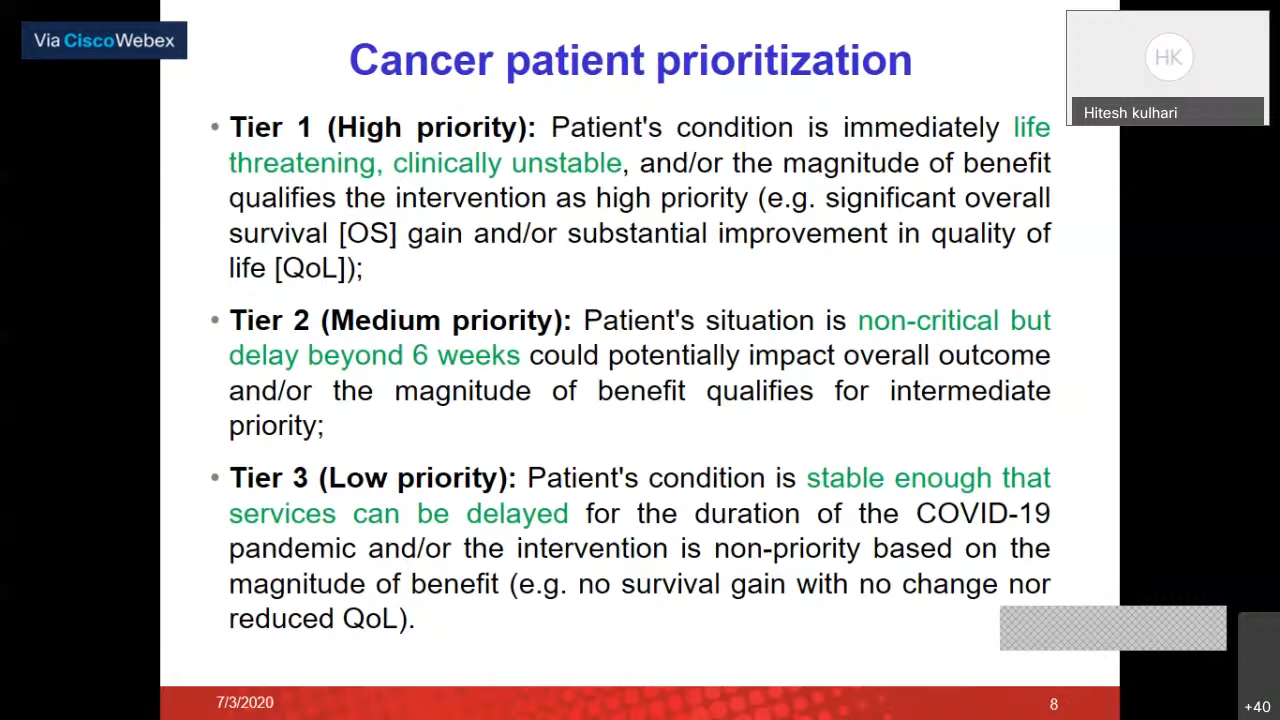 Via CiscoWebex
Cancer patient prioritization
HK
Hitesh kulhari
• Tier 1 (High priority): Patient's condition is immediately life
threatening, clinically unstable, and/or the magnitude of benefit
qualifies the intervention as high priority (e.g. significant overall
survival [OS] gain and/or substantial improvement in quality of
life [QoL]);
• Tier 2 (Medium priority): Patient's situation is non-critical but
delay beyond 6 weeks could potentially impact overall outcome
and/or the magnitude of benefit qualifies for intermediate
priority;
• Tier 3 (Low priority): Patient's condition is stable enough that
services can be delayed for the duration of the COVID-19
pandemic and/or the intervention is non-priority based on the
magnitude of benefit (e.g. no survival gain with no change nor
reduced QoL).
7/3/2020
8
+40